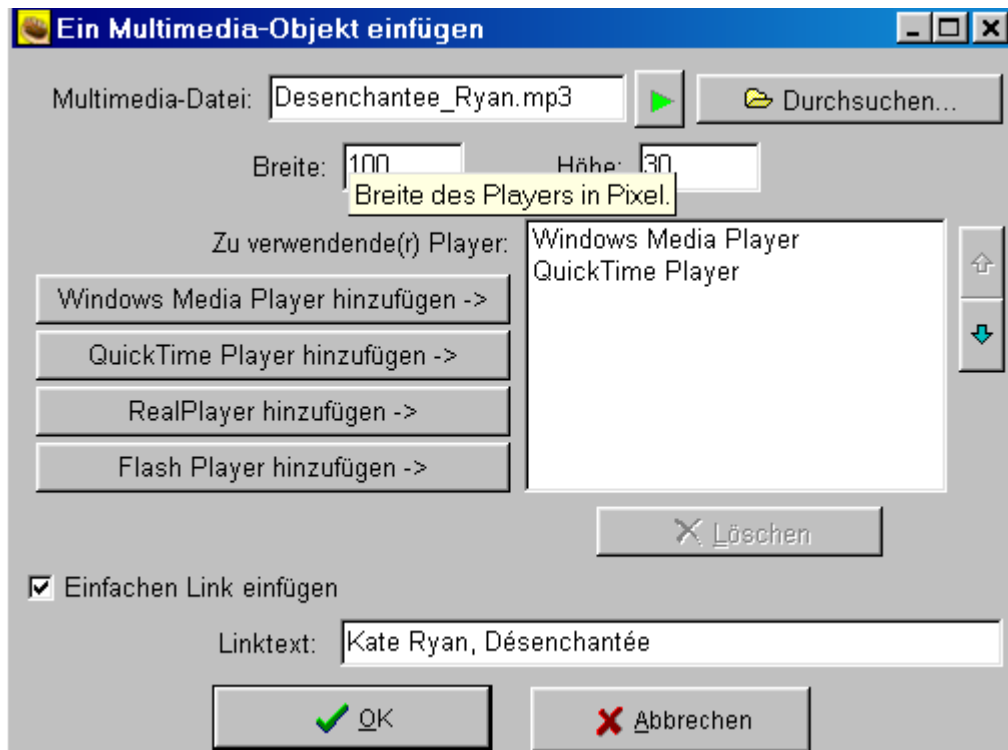 Ein Multimedia-Objekt einfügen
Multimedia-Datei: Desenchantee_Ryan.mp3 Durchsuchen...
Breite: 100 Höhe: 30
Breite des Players in Pixel.
Zu verwendende(r) Player:
Windows Media Player
QuickTime Player
Windows Media Player hinzufügen ->
QuickTime Player hinzufügen ->
RealPlayer hinzufügen ->
Flash Player hinzufügen ->
Löschen
Einfachen Link einfügen
Linktext: Kate Ryan, Désenchantée
OK Abbrechen